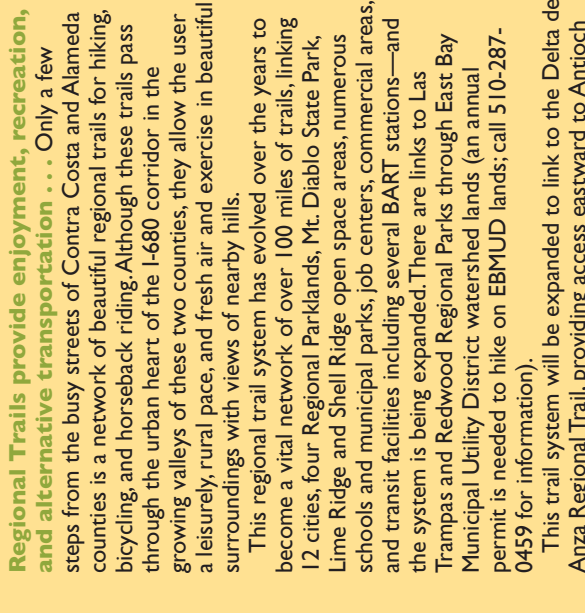 Regional Trails provide enjoyment, recreation,
and alternative transportation . . . Only a few
steps from the busy streets of Contra Costa and Alameda
counties is a network of beautiful regional trails for hiking,
bicycling, and horseback riding. Although these trails pass
through the urban heart of the I-680 corridor in the
growing valleys of these two counties, they allow the user
a leisurely, rural pace, and fresh air and exercise in beautiful
surroundings with views of nearby hills.
This regional trail system has evolved over the years to
become a vital network of over 100 miles of trails, linking
12 cities, four Regional Parklands, Mt. Diablo State Park,
Lime Ridge and Shell Ridge open space areas, numerous
schools and municipal parks, job centers, commercial areas,
and transit facilities including several BART stations—and
the system is being expanded. There are links to Las
Trampas and Redwood Regional Parks through East Bay
Municipal Utility District watershed lands (an annual
permit is needed to hike on EBMUD lands; call 510-287-
0459 for information).
This trail system will be expanded to link to the Delta de
Anza Regional Trail providing access eastward to Antioch